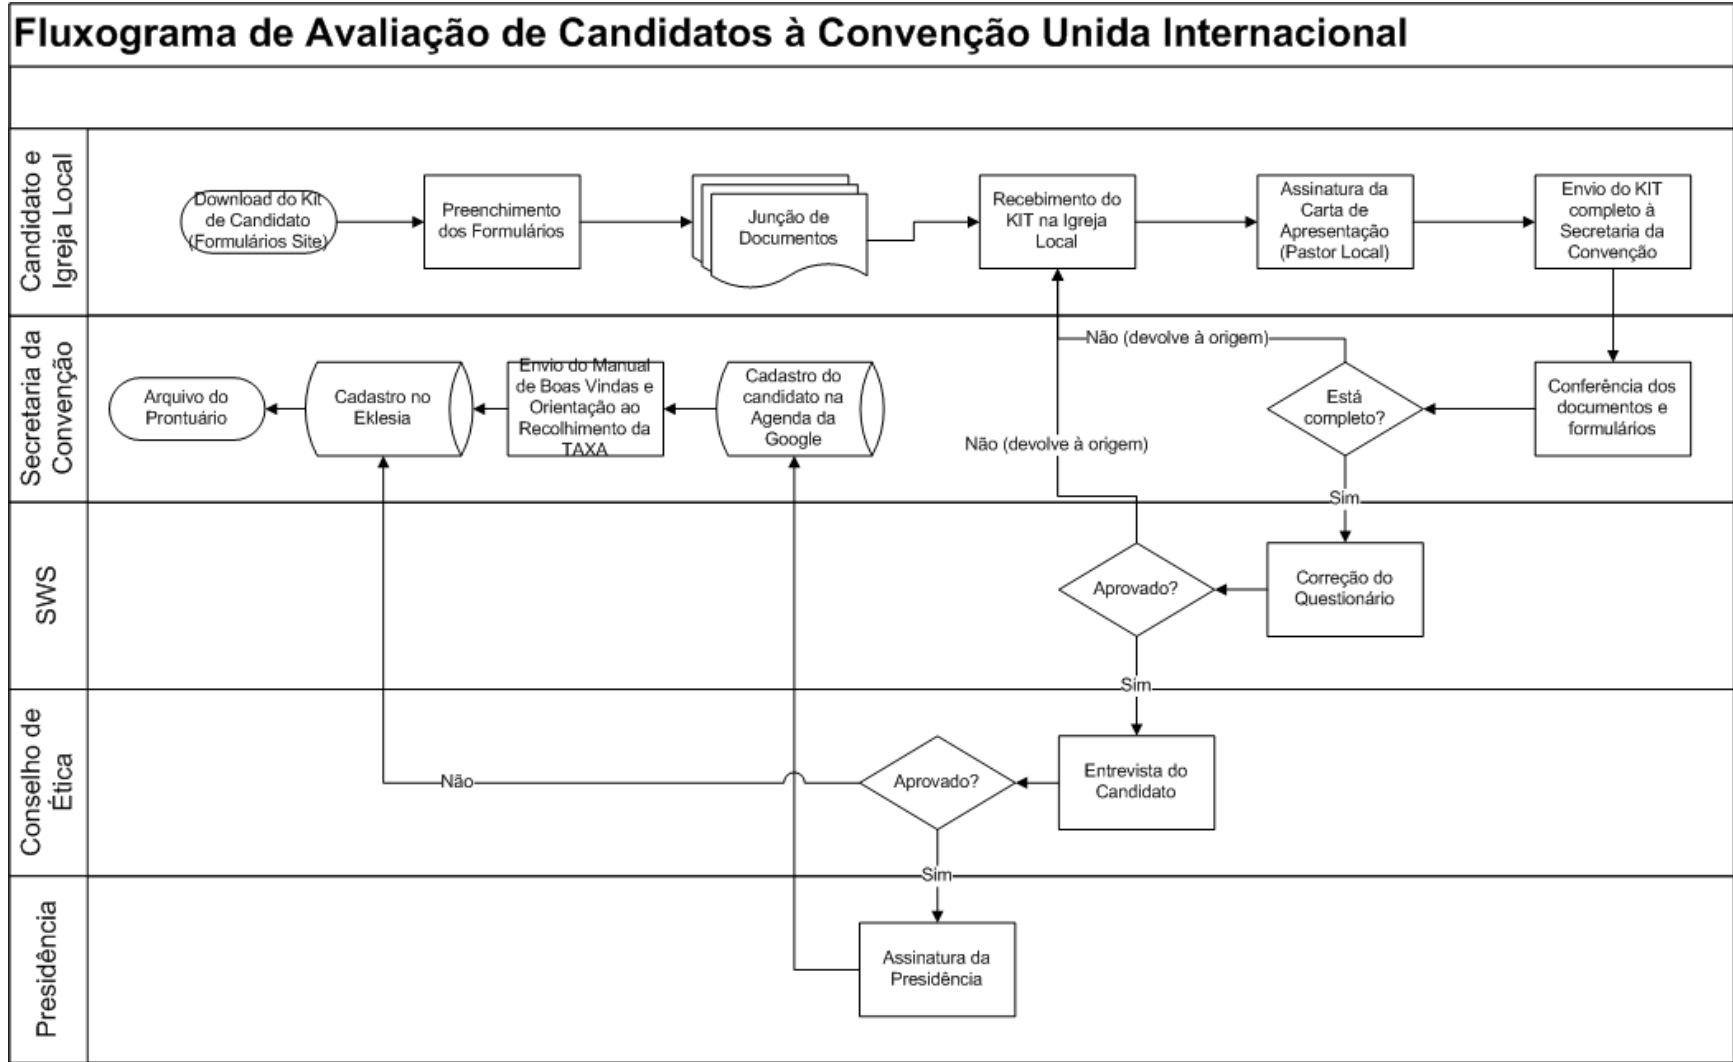 Fluxograma de Avaliação de Candidatos à Convenção Unida Internacional
Candidato e
Igreja Local
Download do Kit
de Candidato
(Formulários Site)
Preenchimento
dos Formulários
Junção de
Documentos
Recebimento do
KIT na Igreja
Local
Assinatura da
Carta de
Apresentação
(Pastor Local)
Envio do KIT
completo à
Secretaria da
Convenção
Secretaria da
Convenção
Arquivo do
Prontuário
Cadastro no
Eklesia
Envio do Manual
de Boas Vindas e
Orientação ao
Recolhimento da
TAXA
Cadastro do
candidato na
Agenda da
Google
Não (devolve à origem)
Não (devolve à origem)
Está
completo?
Conferência dos
documentos e
formulários
Sim
SWS
Aprovado?
Correção do
Questionário
Sim
Conselho de
Ética
Não
Aprovado?
Entrevista do
Candidato
Sim
Presidência
Assinatura da
Presidência